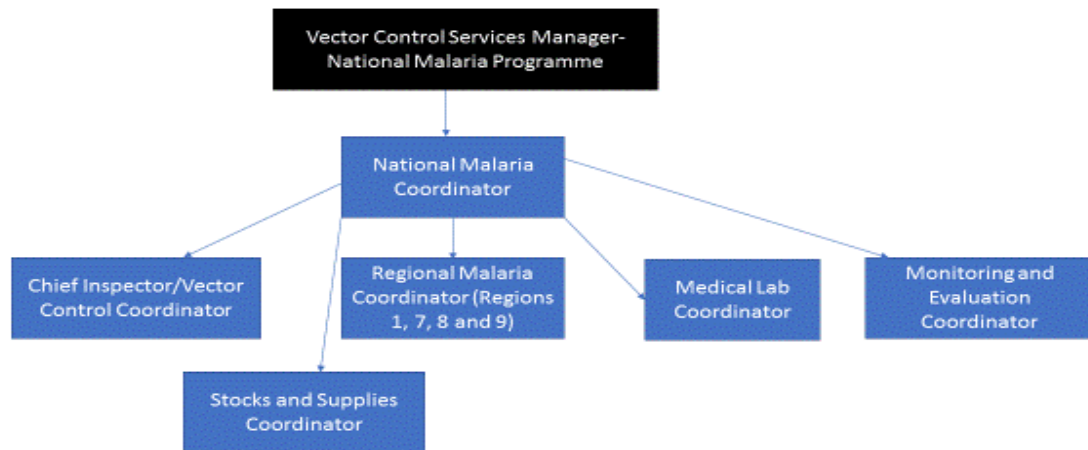 Vector Control Services Manager-
National Malaria Programme
National Malaria
Coordinator
Chief Inspector/Vector
Control Coordinator
Regional Malaria
Coordinator (Regions
1, 7, 8 and 9)
Medical Lab
Coordinator
Monitoring and
Evaluation
Coordinator
Stocks and Supplies
Coordinator